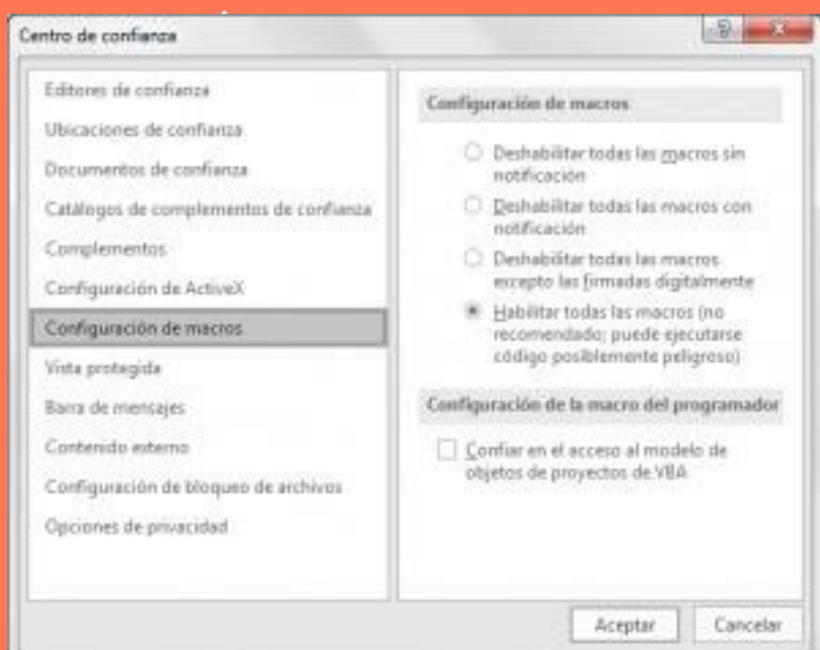 Centro de confianza
Editores de confianza
Ubicaciones de confianza
Documentos de confianza
Catálogos de complementos de confianza
Complementos
Configuración de ActiveX
Configuración de macros
Vista protegida
Barra de mensajes
Contenido externo
Configuración de bloqueo de archivos
Opciones de privacidad
Configuración de macros
Deshabilitar todas las macros sin
notificación
Deshabilitar todas las macros con
notificación
Deshabilitar todas las macros
excepto las firmadas digitalmente
Habilitar todas las macros (no
recomendado; puede ejecutarse
código posiblemente peligroso)
Configuración de la macro del programador
Confiar en el acceso al modelo de
objetos de proyectos de VBA
Aceptar
Cancelar